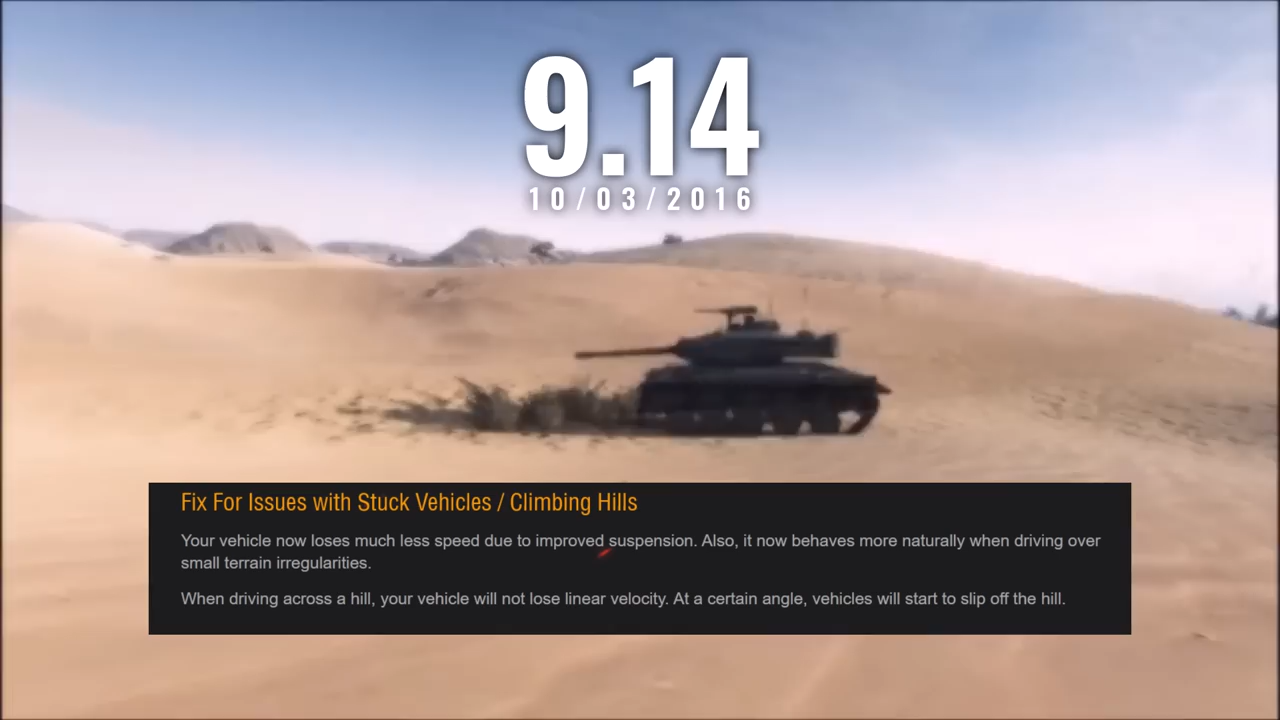 9.14
10/03/2016
Fix For Issues with Stuck Vehicles / Climbing Hills
Your vehicle now loses much less speed due to improved suspension. Also, it now behaves more naturally when driving over
small terrain irregularities.
When driving across a hill, your vehicle will not lose linear velocity. At a certain angle, vehicles will start to slip off the hill.